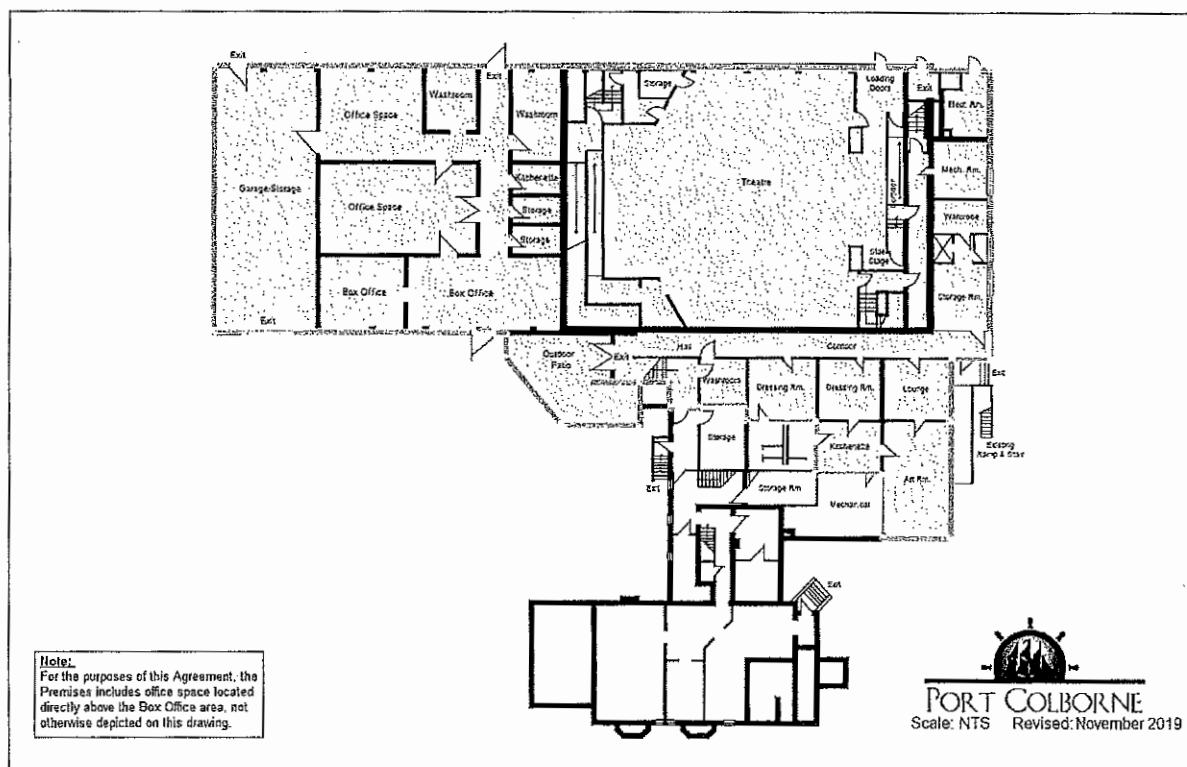 Exit
Exit
Loading
Doors
Exit
Storage
Elect. Rm.
Washroom
Office Space
Washroom
Mech. Rm.
Kitchenette
Theatre
Garage/Storage
Corridor
Office Space
Storage
Wardrobe
Storage
Side
Stage
Box Office
Box Office
Storage Rm.
Exit
Hall
Corridor
Outdoor
Patio
Exit
Washroom
Dressing Rm.
Dressing Rm.
Lounge
Exit
Storage
Kitchenette
Existing
Ramp & Stair
Exit
Storage Rm
Art Rm.
Mechanical
Exit
Note:
For the purposes of this Agreement, the
Premises includes office space located
directly above the Box Office area, not
otherwise depicted on this drawing.
PORT COLBORNE
Scale: NTS Revised: November 2019